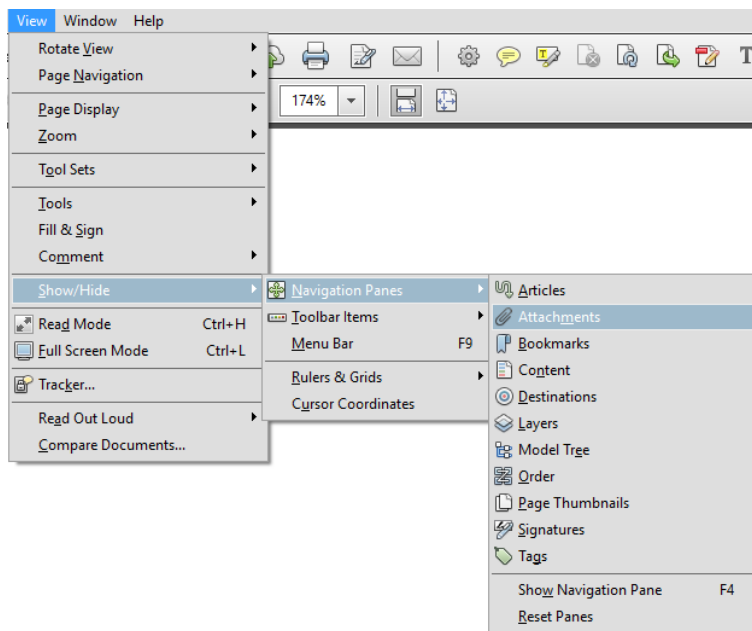 View Window Help
Rotate View
Page Navigation
174%
Page Display
Zoom
Tool Sets
Tools
Fill & Sign
Comment
Show/Hide
Read Mode Ctrl+H
Full Screen Mode Ctrl+L
Tracker...
Read Out Loud
Compare Documents...
Navigation Panes
Toolbar Items
Menu Bar F9
Rulers & Grids
Cursor Coordinates
Articles
Attachments
Bookmarks
Content
Destinations
Layers
Model Tree
Order
Page Thumbnails
Signatures
Tags
Show Navigation Pane F4
Reset Panes